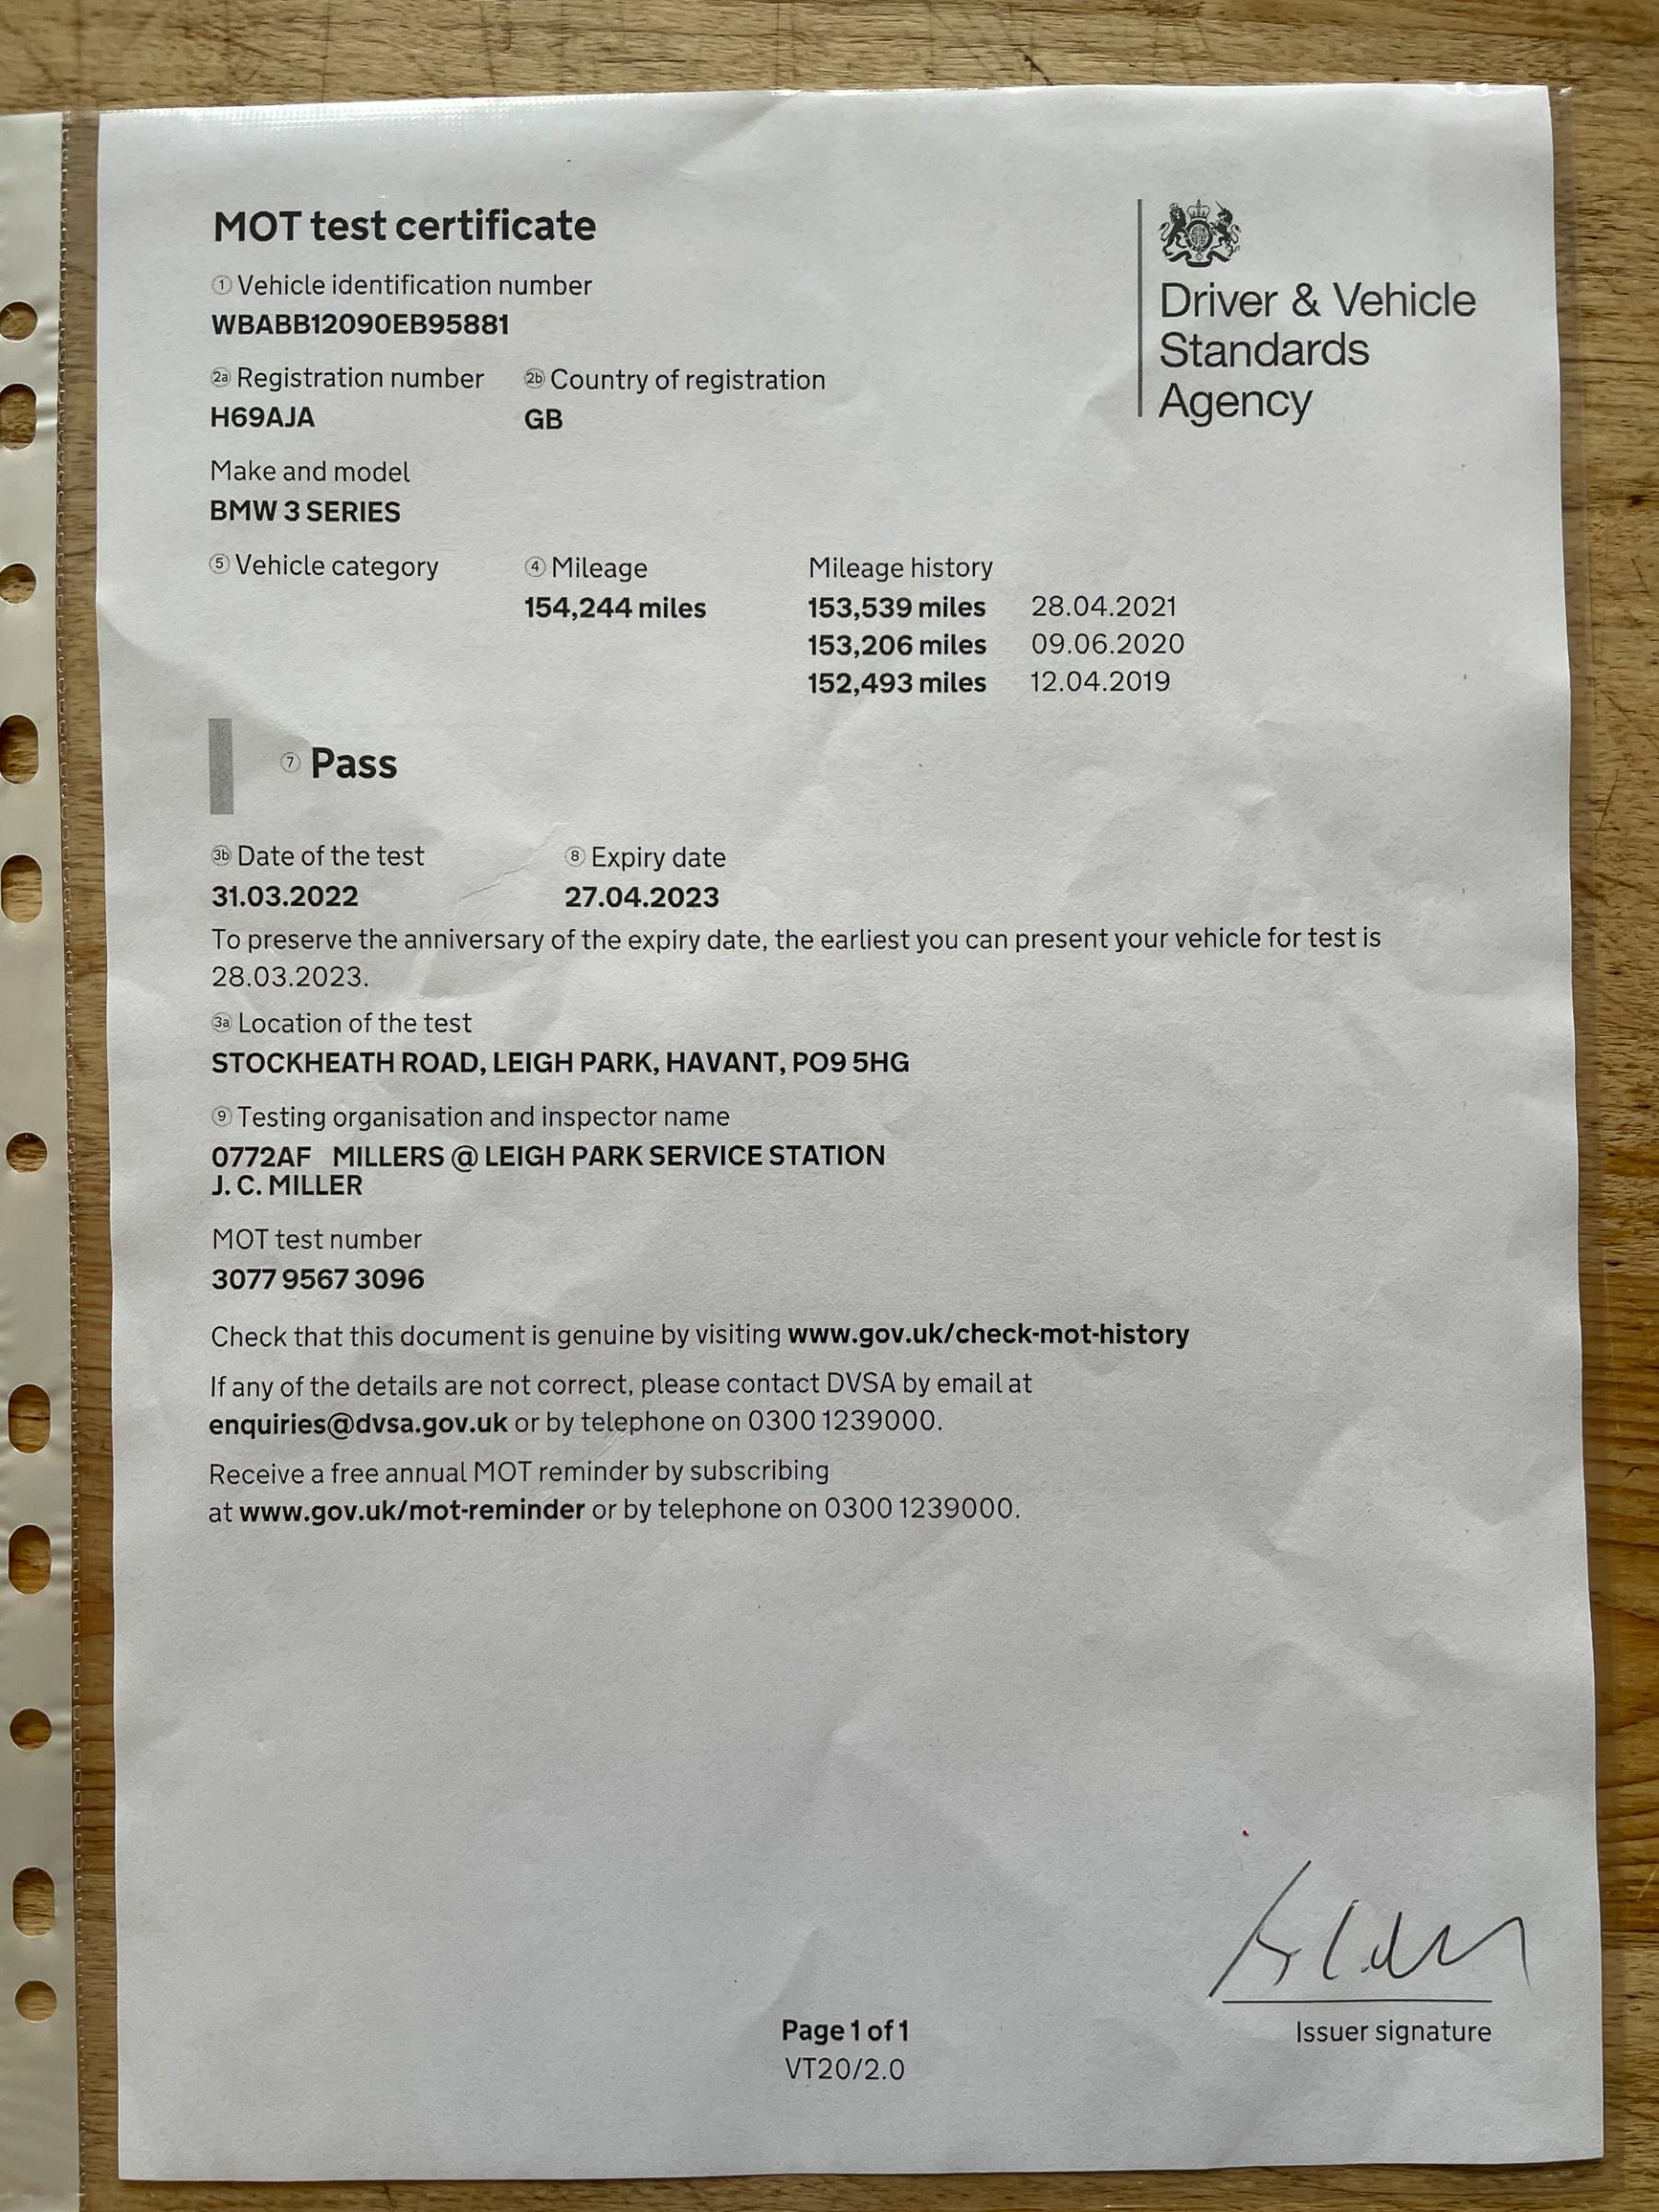 MOT test certificate
① Vehicle identification number
WBABB12090EB95881
2a Registration number 2b Country of registration
H69AJA GB
Make and model
BMW 3 SERIES
Driver & Vehicle
Standards
Agency
⑤ Vehicle category ④ Mileage Mileage history
154,244 miles 153,539 miles 28.04.2021
153,206 miles 09.06.2020
152,493 miles 12.04.2019
⑦ Pass
3b Date of the test ⑧ Expiry date
31.03.2022 27.04.2023
To preserve the anniversary of the expiry date, the earliest you can present your vehicle for test is
28.03.2023.
3a Location of the test
STOCKHEATH ROAD, LEIGH PARK, HAVANT, PO9 5HG
⑨ Testing organisation and inspector name
0772AF MILLERS @ LEIGH PARK SERVICE STATION
J. C. MILLER
MOT test number
3077 9567 3096
Check that this document is genuine by visiting www.gov.uk/check-mot-history
If any of the details are not correct, please contact DVSA by email at
enquiries@dvsa.gov.uk or by telephone on 0300 1239000.
Receive a free annual MOT reminder by subscribing
at www.gov.uk/mot-reminder or by telephone on 0300 1239000.
Issuer signature
Page 1 of 1
VT20/2.0